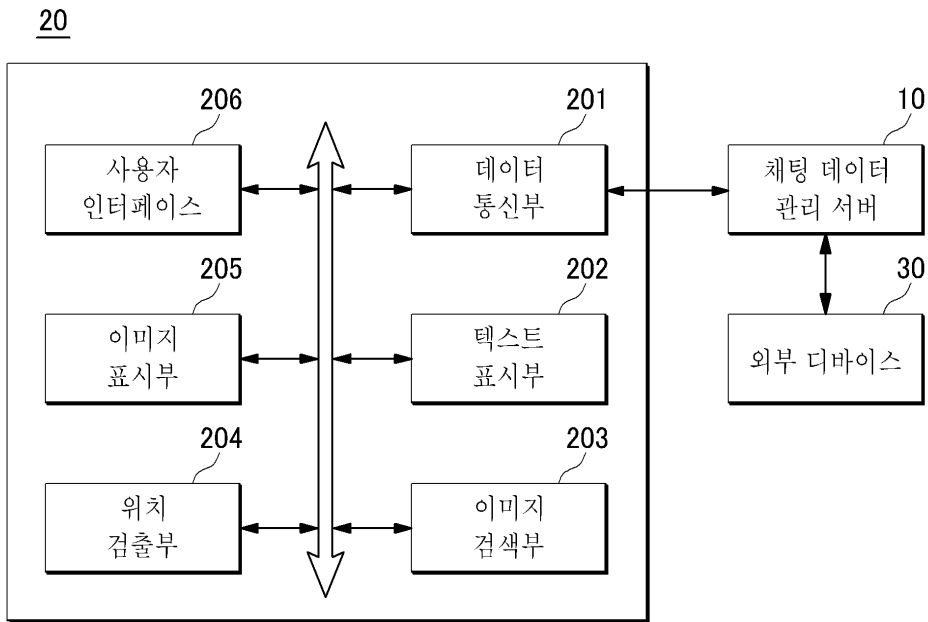 20
206
사용자
인터페이스
201
데이터
통신부
10
채팅 데이터
관리 서버
205
이미지
표시부
202
텍스트
표시부
30
외부 디바이스
204
위치
검출부
203
이미지
검색부